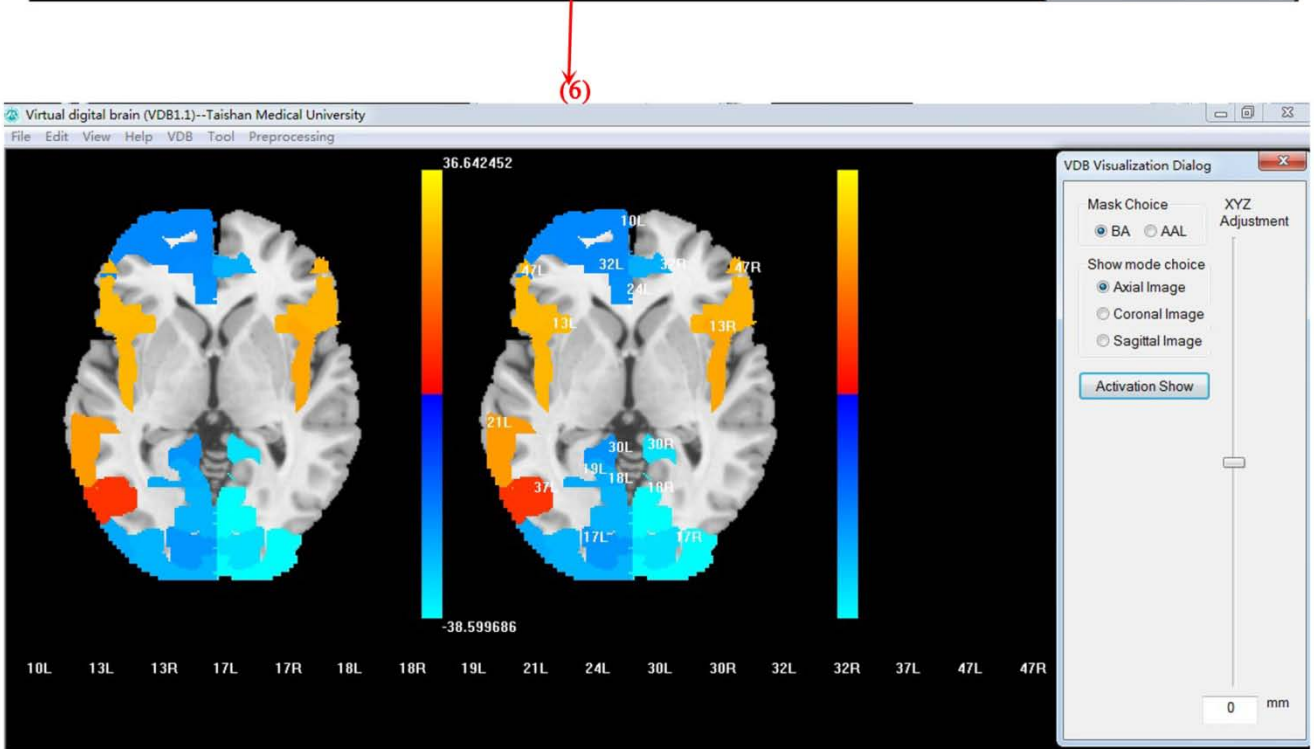 (6)
Virtual digital brain (VDB1.1)--Taishan Medical University
File Edit View Help VDB Tool Preprocessing
36.642452
-38.599686
10L
47L 32L 32R 47R
24L
13L 13R
21L
30L 30R
19L 18L 18R
37L
17L 17R
10L 13L 13R 17L 17R 18L 18R 19L 21L 24L 30L 30R 32L 32R 37L 47L 47R
VDB Visualization Dialog
Mask Choice
BA AAL
Show mode choice
Axial Image
Coronal Image
Sagittal Image
Activation Show
XYZ
Adjustment
0 mm